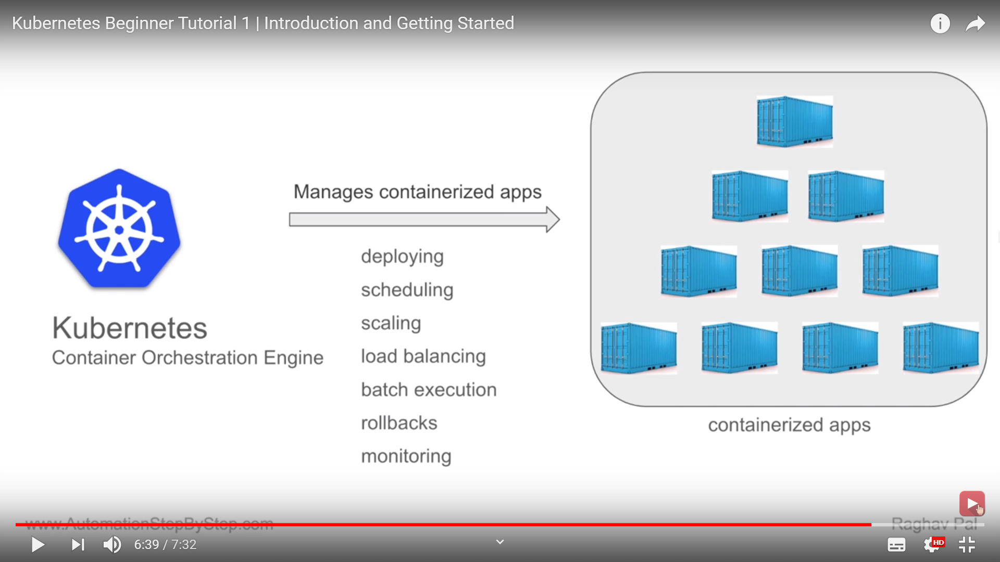 Kubernetes Beginner Tutorial 1 | Introduction and Getting Started
Manages containerized apps
deploying
scheduling
scaling
load balancing
batch execution
rollbacks
monitoring
Kubernetes
Container Orchestration Engine
containerized apps
www.AutomationStepByStep.com
Raghav Pal
6:39 / 7:32
HD